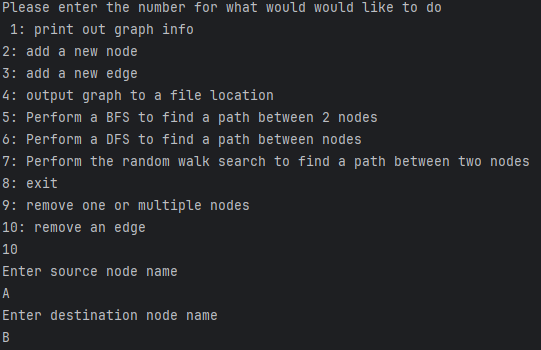 Please enter the number for what would would like to do
 1: print out graph info
2: add a new node
3: add a new edge
4: output graph to a file location
5: Perform a BFS to find a path between 2 nodes
6: Perform a DFS to find a path between nodes
7: Perform the random walk search to find a path between two nodes
8: exit
9: remove one or multiple nodes
10: remove an edge
10
Enter source node name
A
Enter destination node name
B